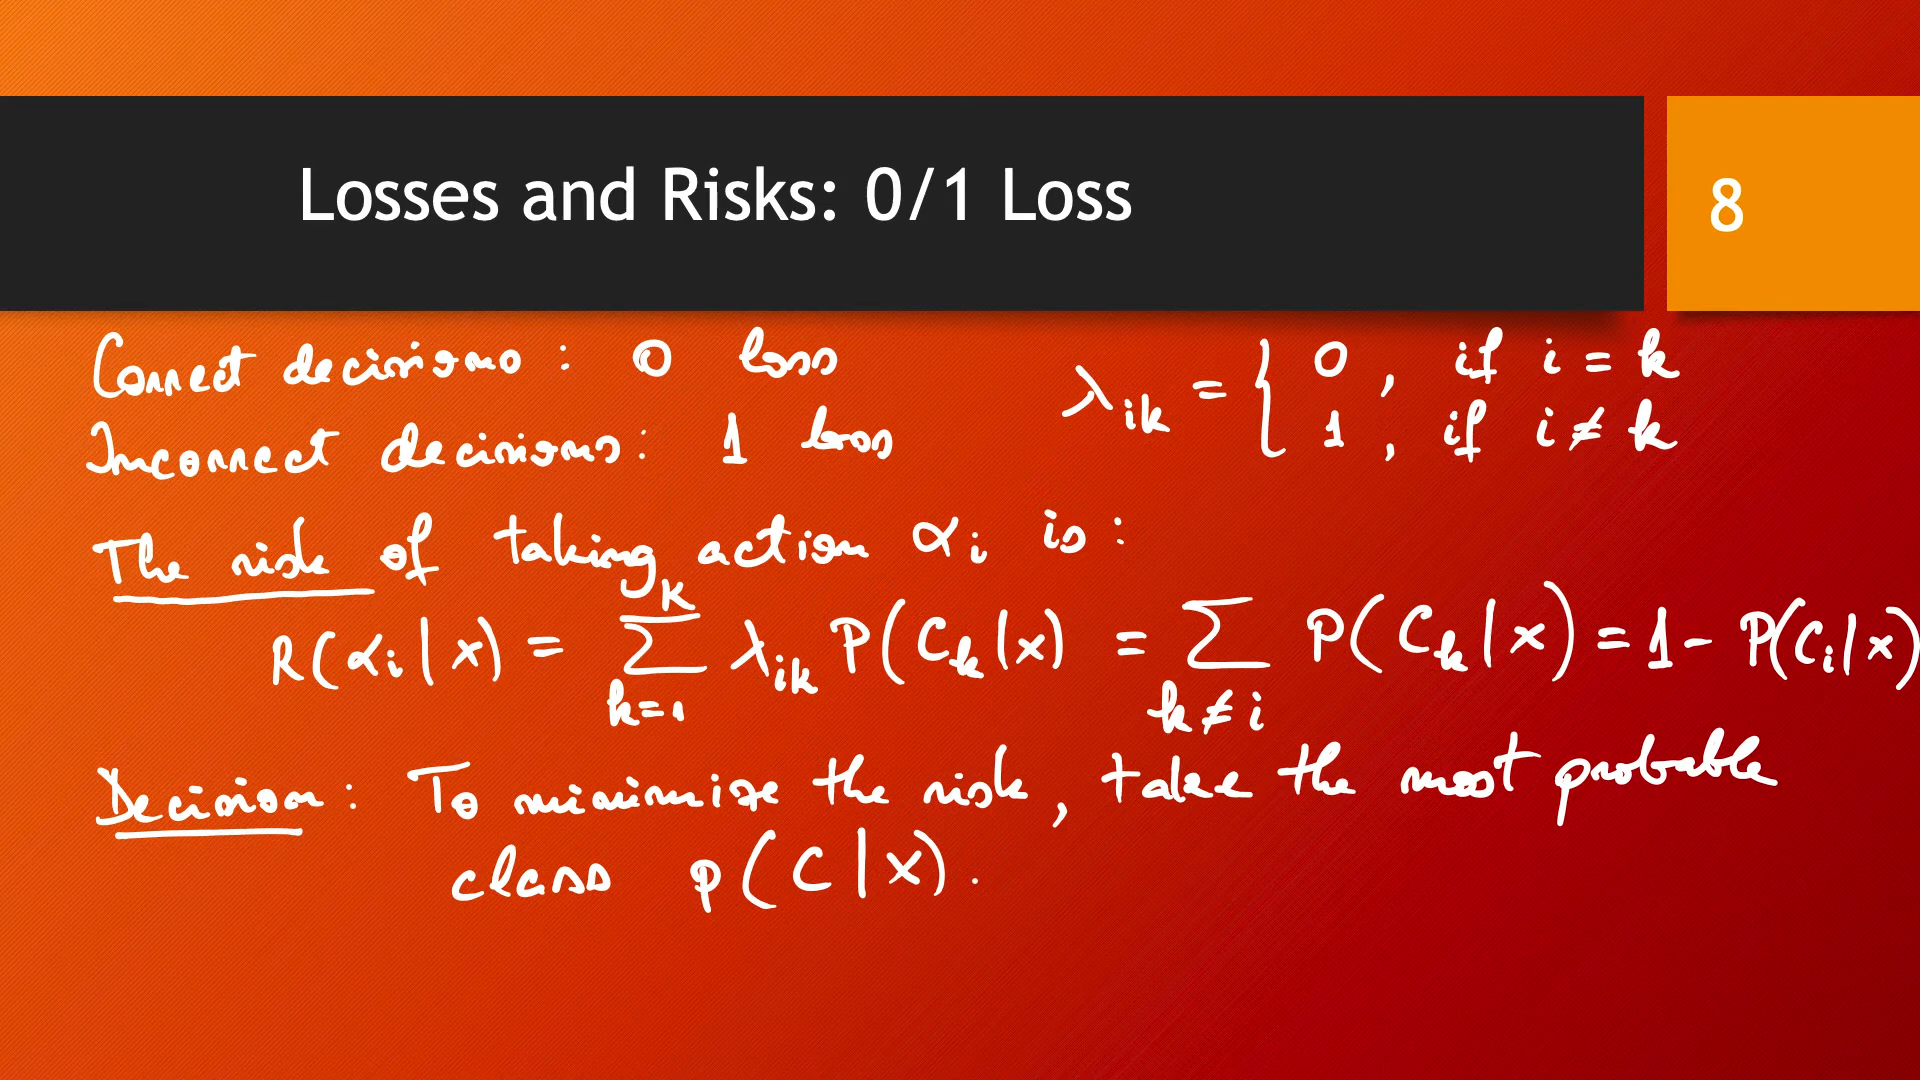 Losses and Risks: 0/1 Loss
8
Correct decisions: 0 loss
Incorrect decisions: 1 loss
λik = { 0, if i = k
1, if i ≠ k
The risk of taking action αi is:
R(αi|x) = ∑_{k=1}^{K} λik P(Ck|x) = ∑_{k≠i} P(Ck|x) = 1 - P(Ci|x)
Decision: To minimize the risk, take the most probable
class p(C|x).